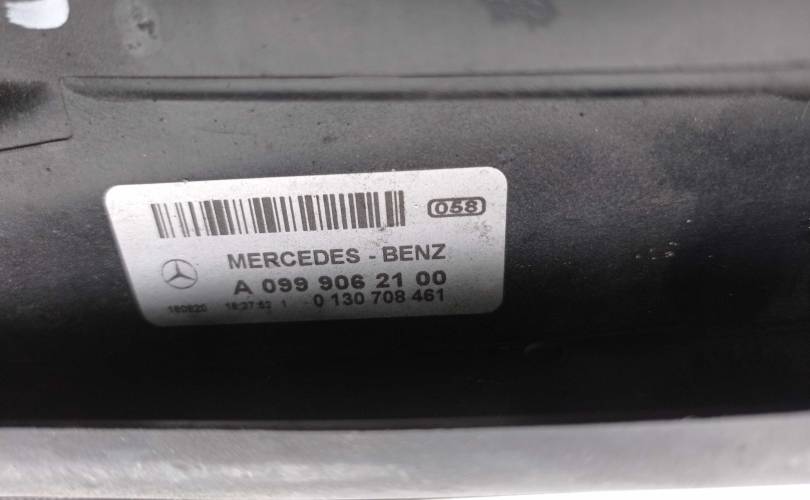 058
MERCEDES - BENZ
A 099 906 21 00
0 130 708 461